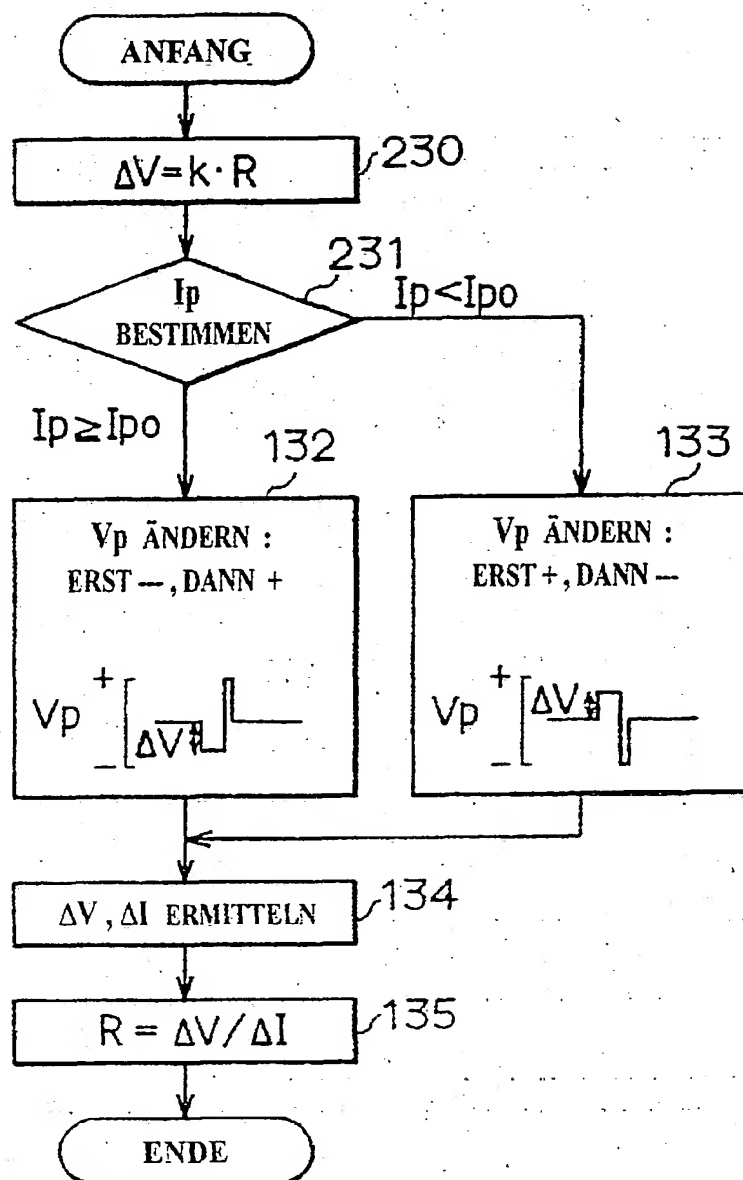 ANFANG
ΔV=k·R
230
231
Ip
BESTIMMEN
Ip<Ipo
Ip≥Ipo
132
Vp ÄNDERN :
ERST —, DANN +
+
Vp
ΔV
—
133
Vp ÄNDERN :
ERST +, DANN —
+
ΔV
Vp
—
ΔV, ΔI ERMITTELN
134
R = ΔV/ΔI
135
ENDE